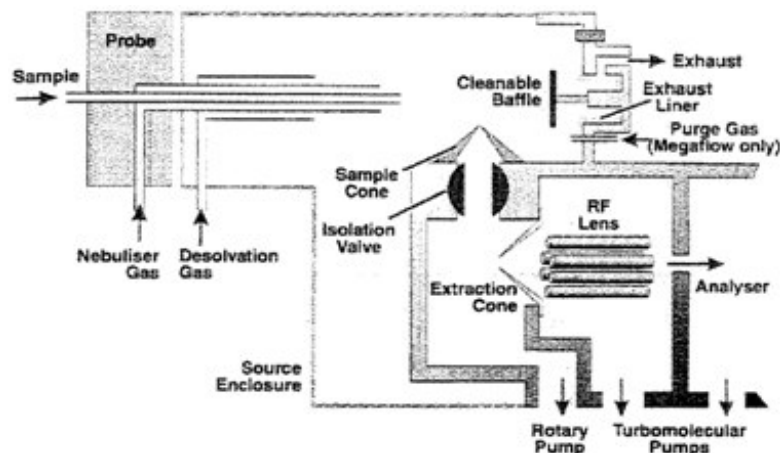 Probe
Sample
Exhaust
Cleanable
Baffle
Exhaust
Liner
Purge Gas
(Megaflow only)
Sample
Cone
Isolation
Valve
RF
Lens
Nebuliser
Gas
Desolvation
Gas
Extraction
Cone
Analyser
Source
Enclosure
Rotary
Pump
Turbomolecular
Pumps